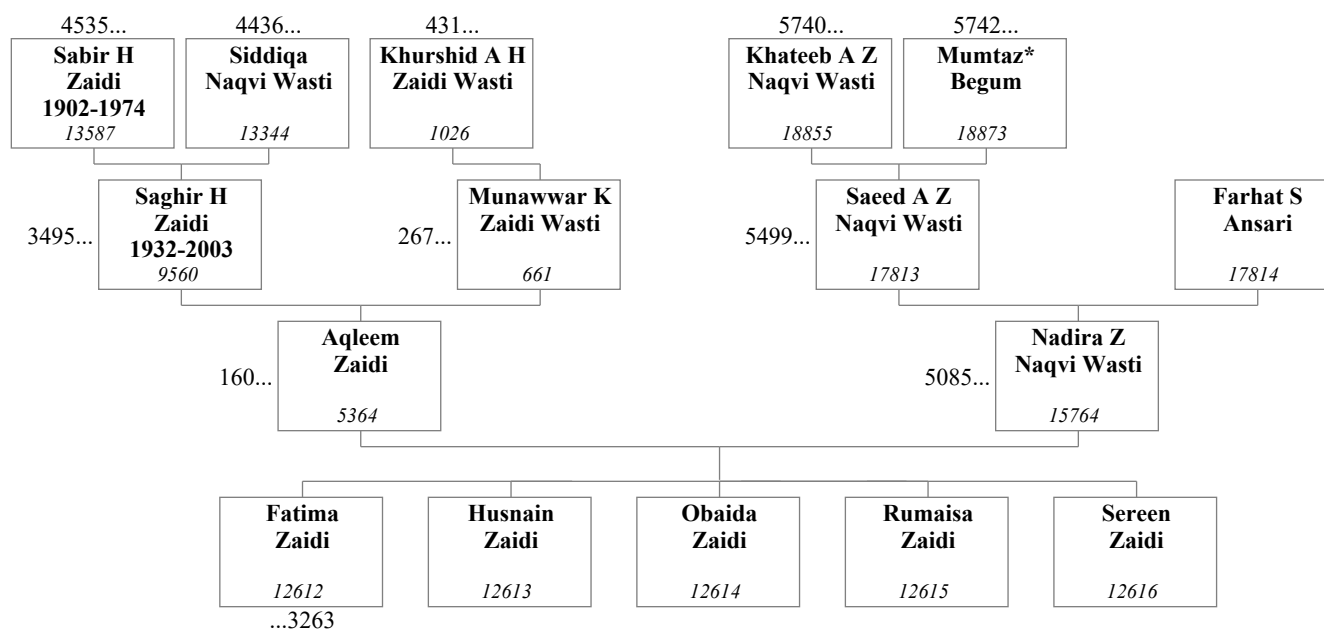 4535...
4436...
431...
5740...
5742...
Sabir H
Zaidi
1902-1974
13587
Siddiqa
Naqvi Wasti
13344
Khurshid A H
Zaidi Wasti
1026
Khateeb A Z
Naqvi Wasti
18855
Mumtaz*
Begum
18873
3495...
Saghir H
Zaidi
1932-2003
9560
267...
Munawwar K
Zaidi Wasti
661
5499...
Saeed A Z
Naqvi Wasti
17813
Farhat S
Ansari
17814
160...
Aqleem
Zaidi
5364
5085...
Nadira Z
Naqvi Wasti
15764
Fatima
Zaidi
12612
...3263
Husnain
Zaidi
12613
Obaida
Zaidi
12614
Rumaisa
Zaidi
12615
Sereen
Zaidi
12616